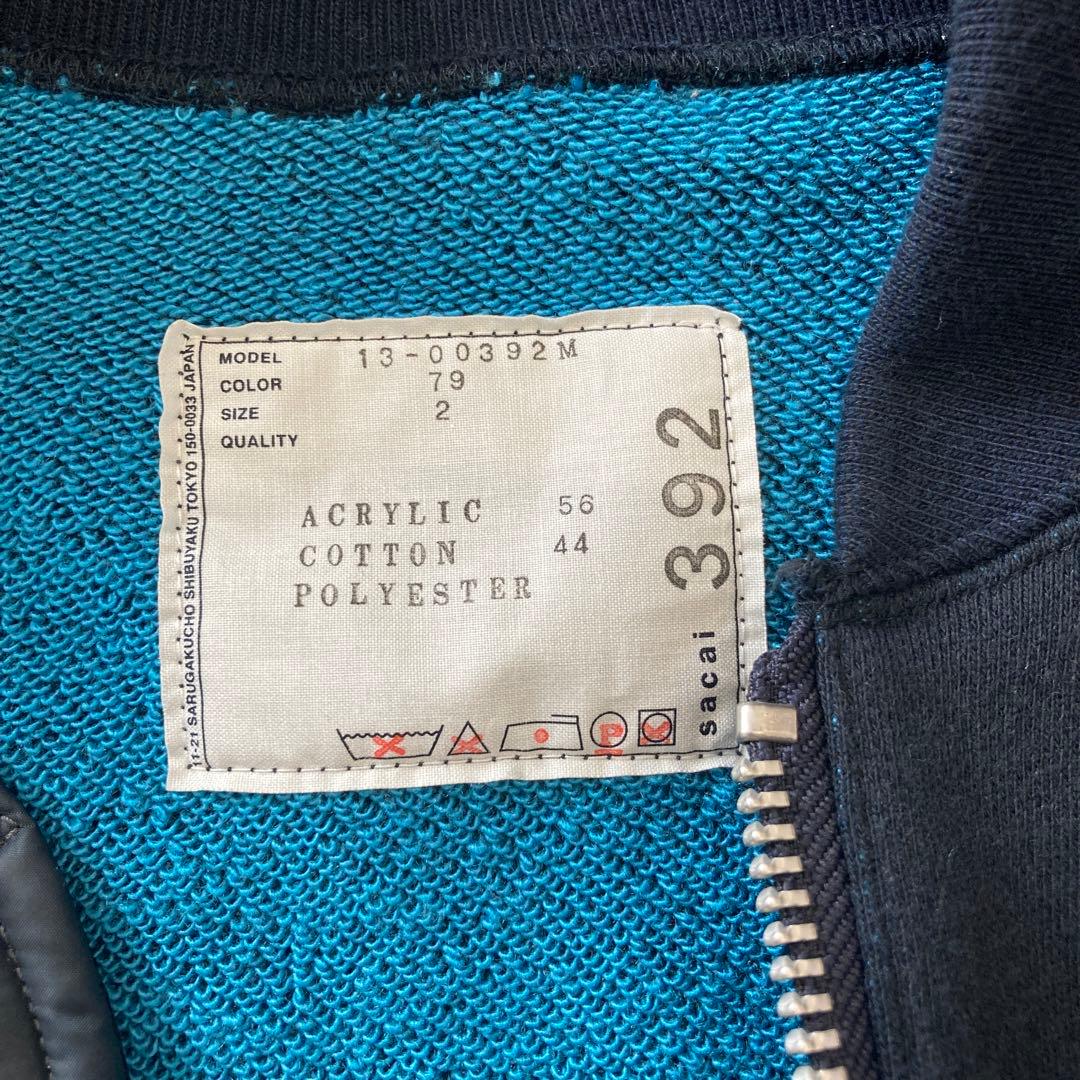 MODEL 13-00392M
COLOR 79
SIZE 2
QUALITY
ACRYLIC 56
COTTON 44
POLYESTER
P
sacai 392
11-21 SARUGAKUCHO SHIBUYAKU TOKYO 150-0033 JAPAN